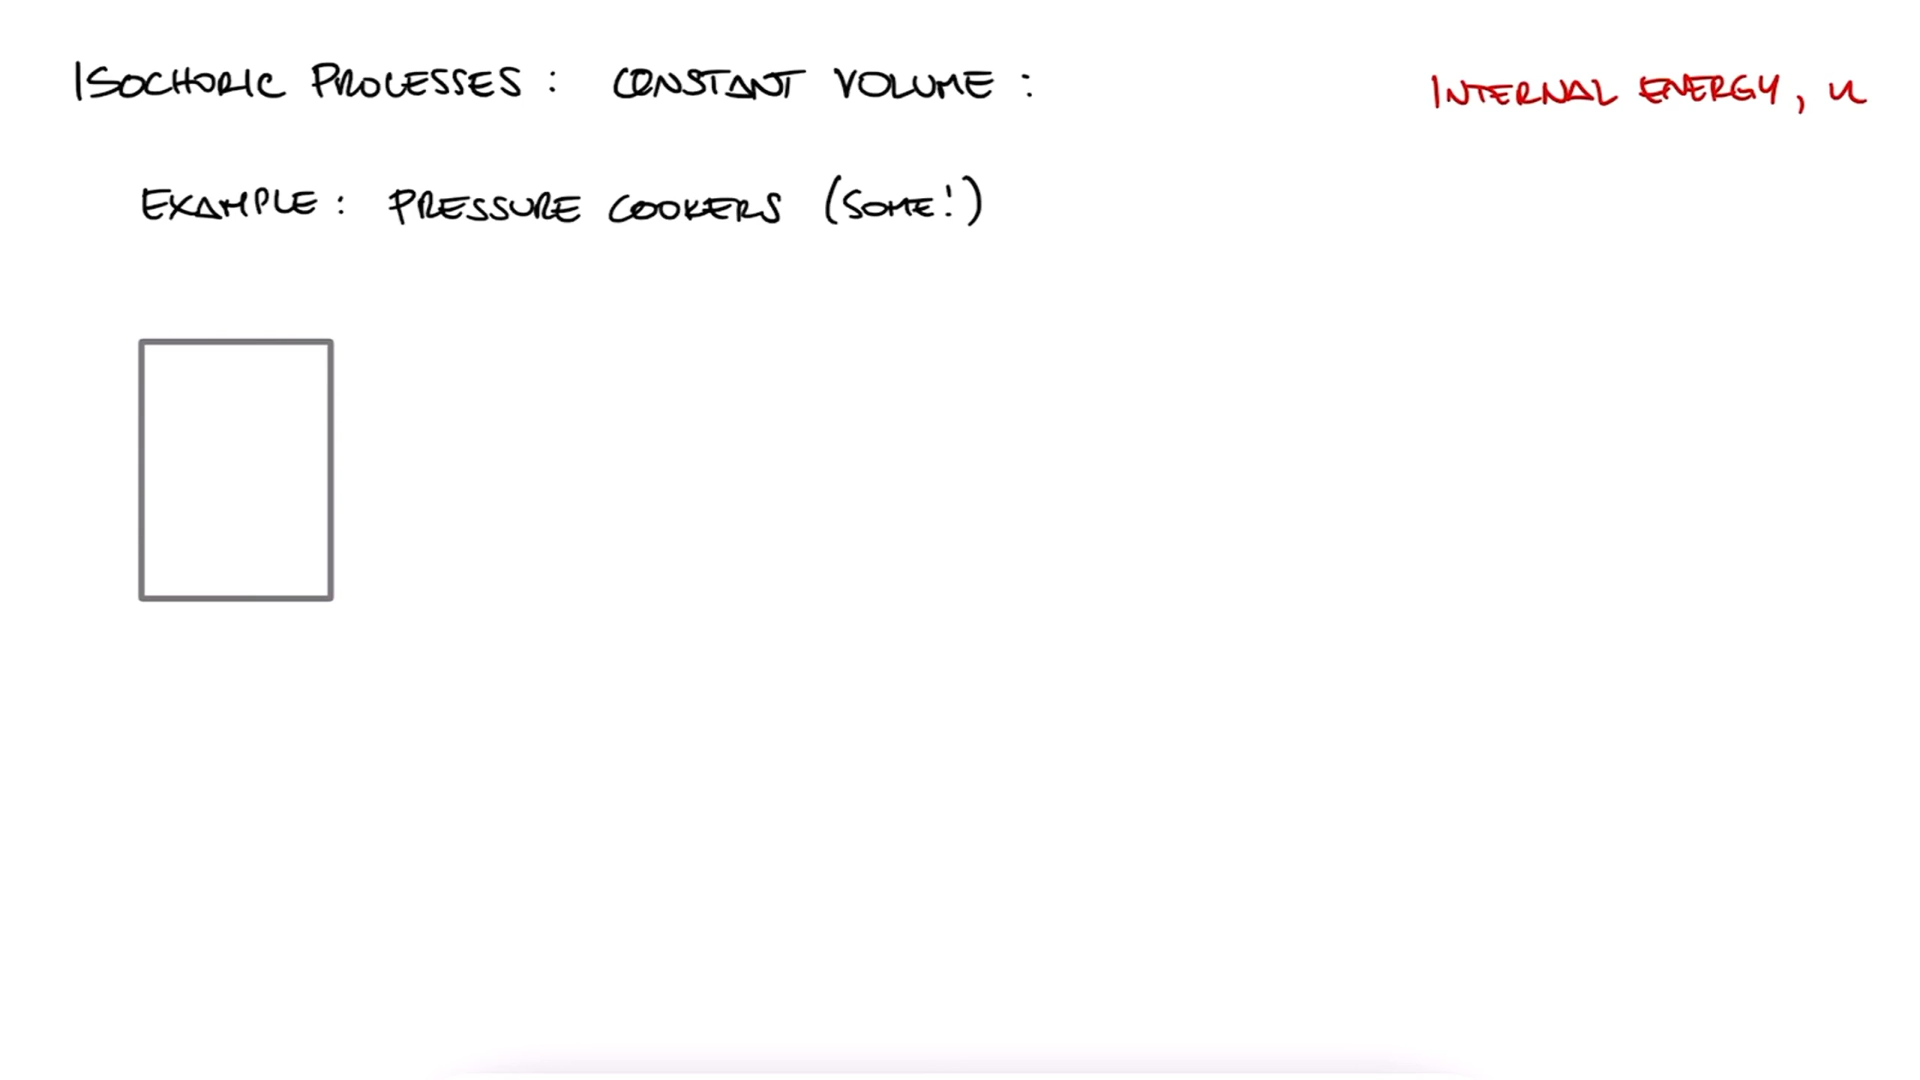 ISOCHORIC PROCESSES : CONSTANT VOLUME :
INTERNAL ENERGY, u
EXAMPLE : PRESSURE COOKERS (SOME!)